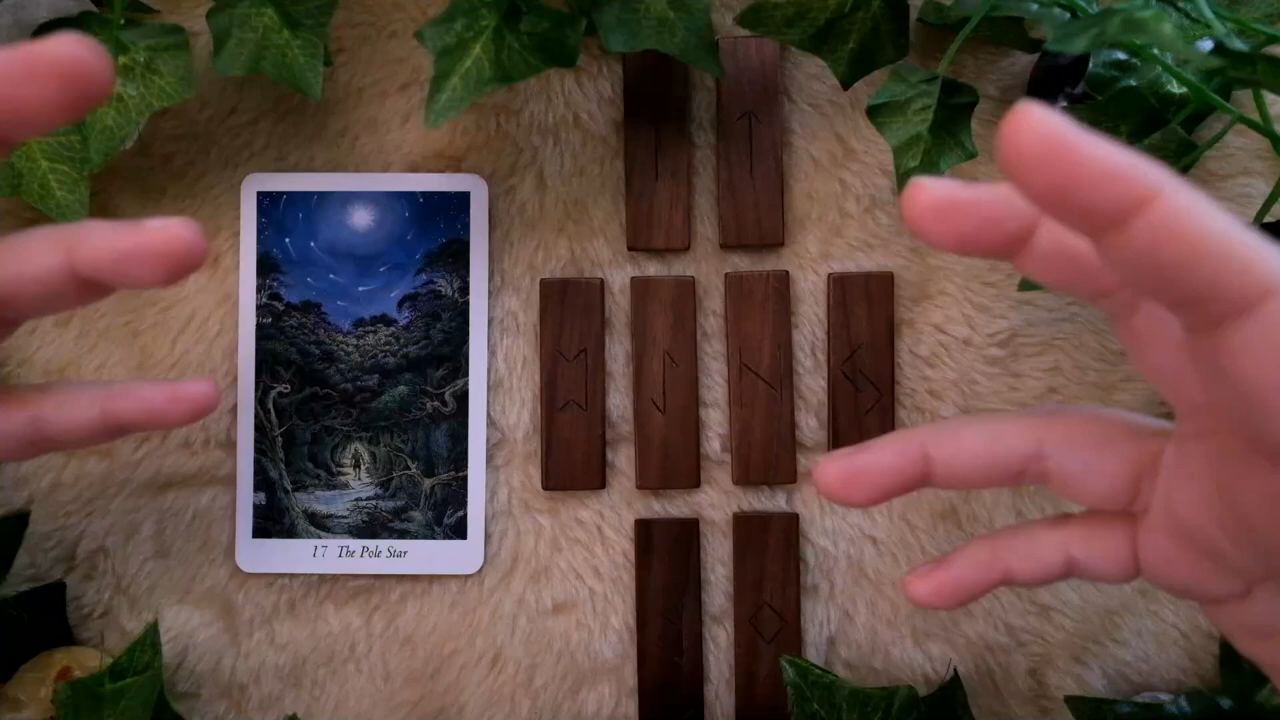 ᛁ ᛏ
ᛈ ᛇ ᚺ ᛃ
ᛜ
17 The Pole Star